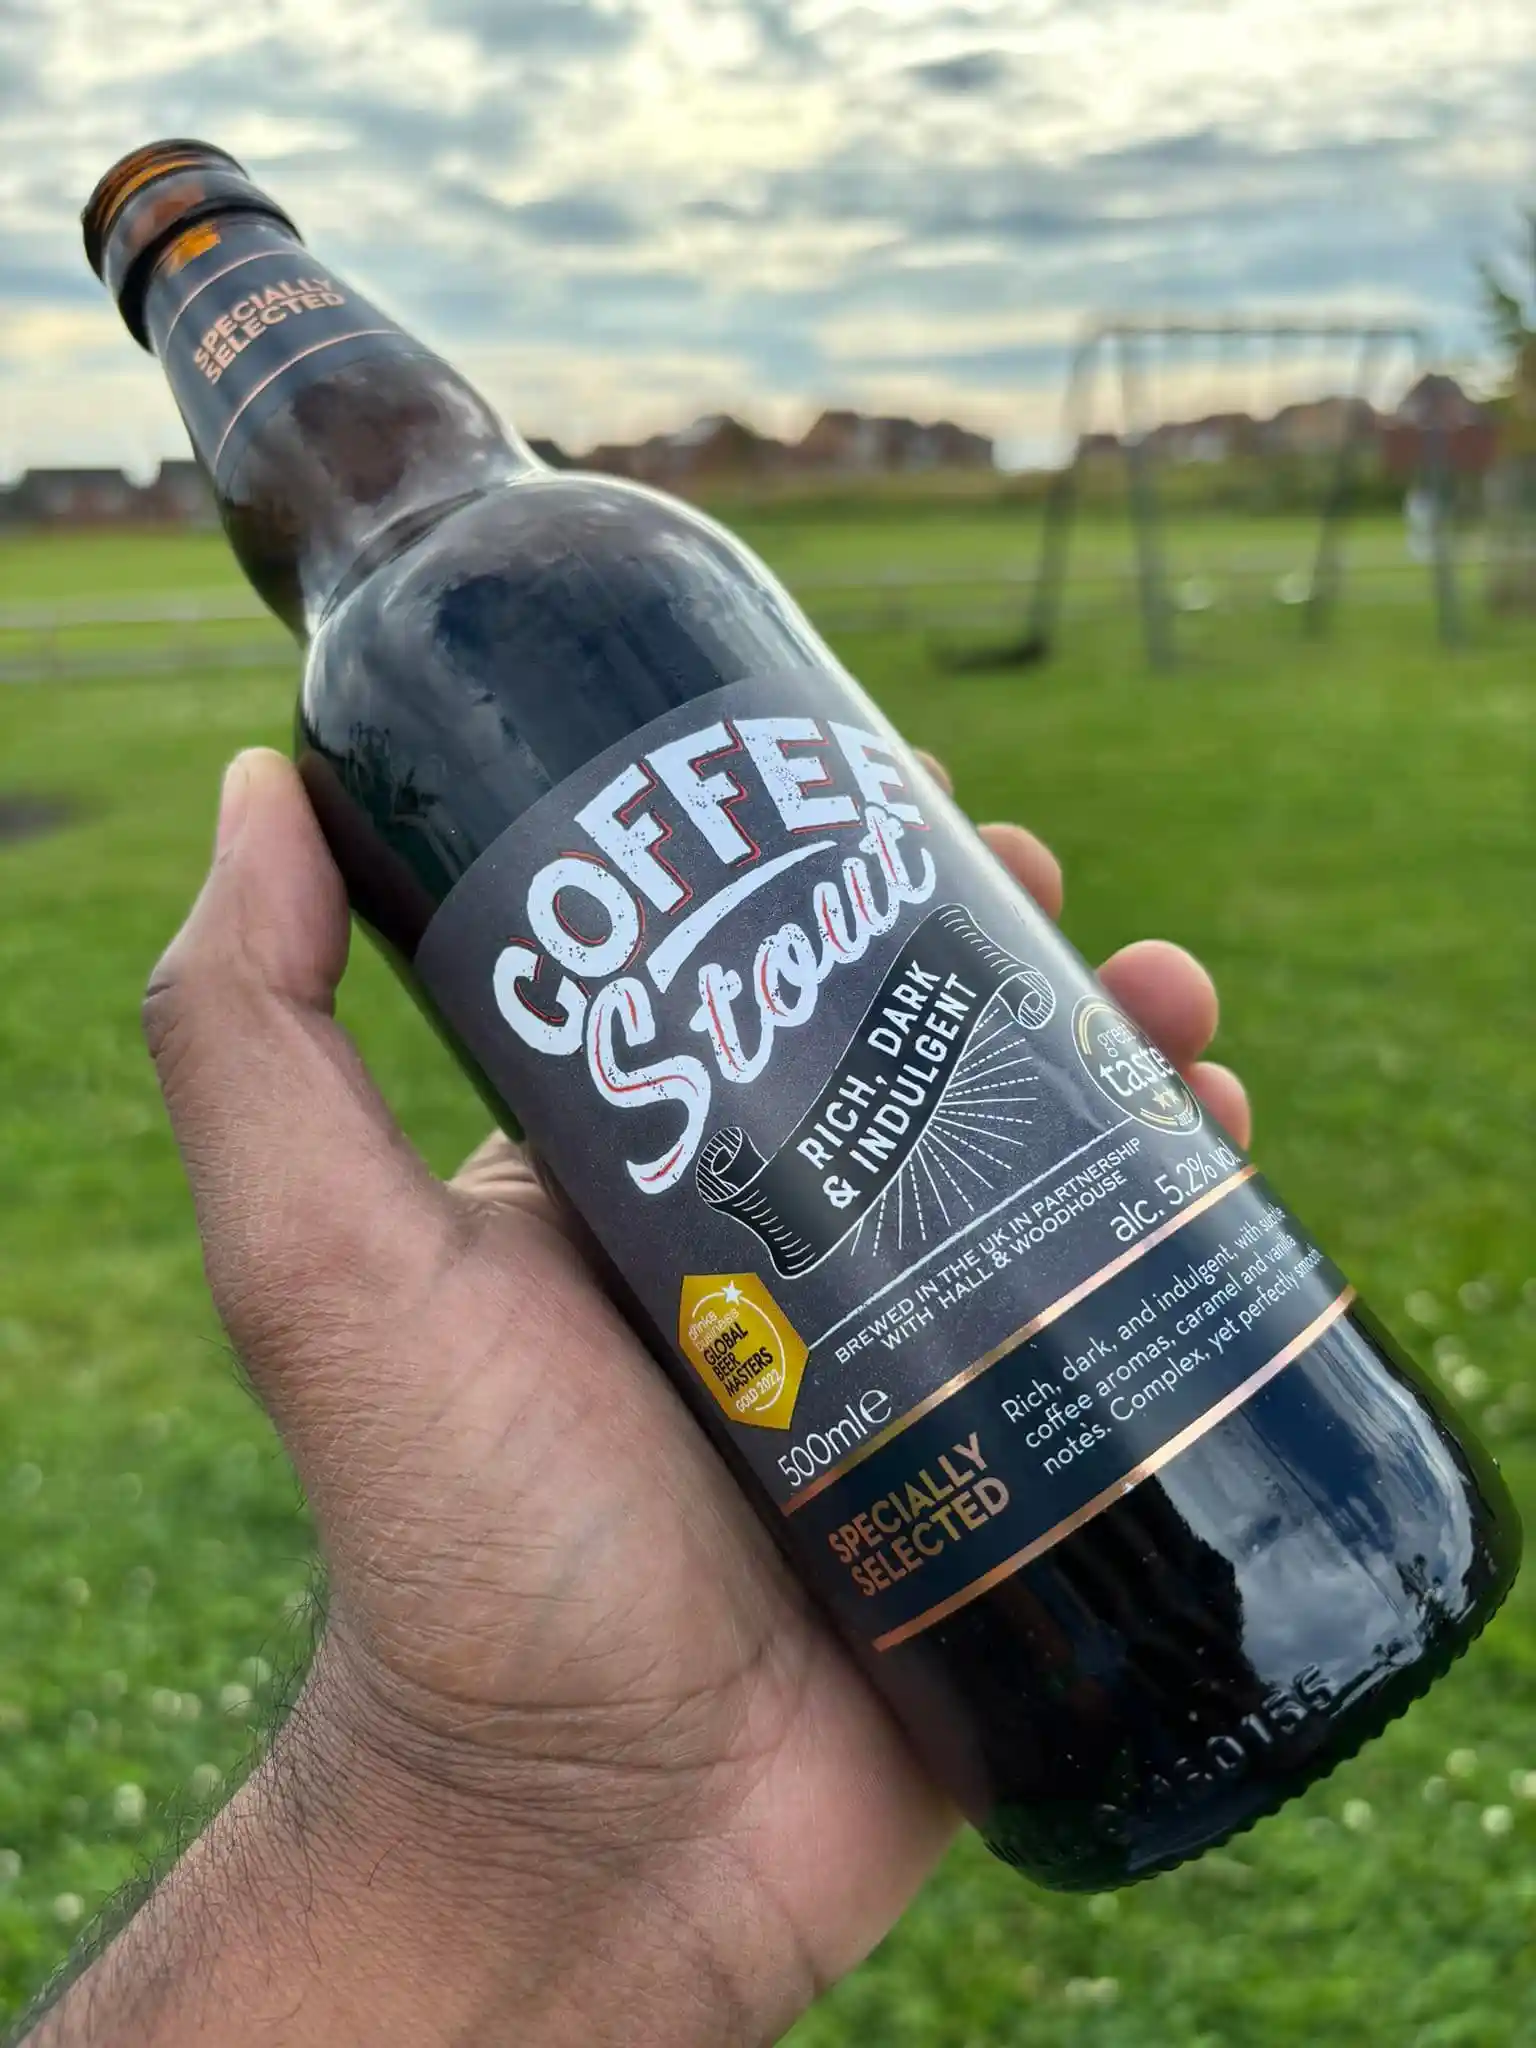 SPECIALLY
SELECTED
COFFEE
Stout
RICH, DARK
& INDULGENT
great
taste
BREWED IN THE UK IN PARTNERSHIP
WITH HALL & WOODHOUSE
alc. 5.2% vol.
drinks
business
GLOBAL
BEER
MASTERS
GOLD 2022
500ml℮
SPECIALLY
SELECTED
Rich, dark, and indulgent, with subtle
coffee aromas, caramel and vanilla
notes. Complex, yet perfectly smooth.